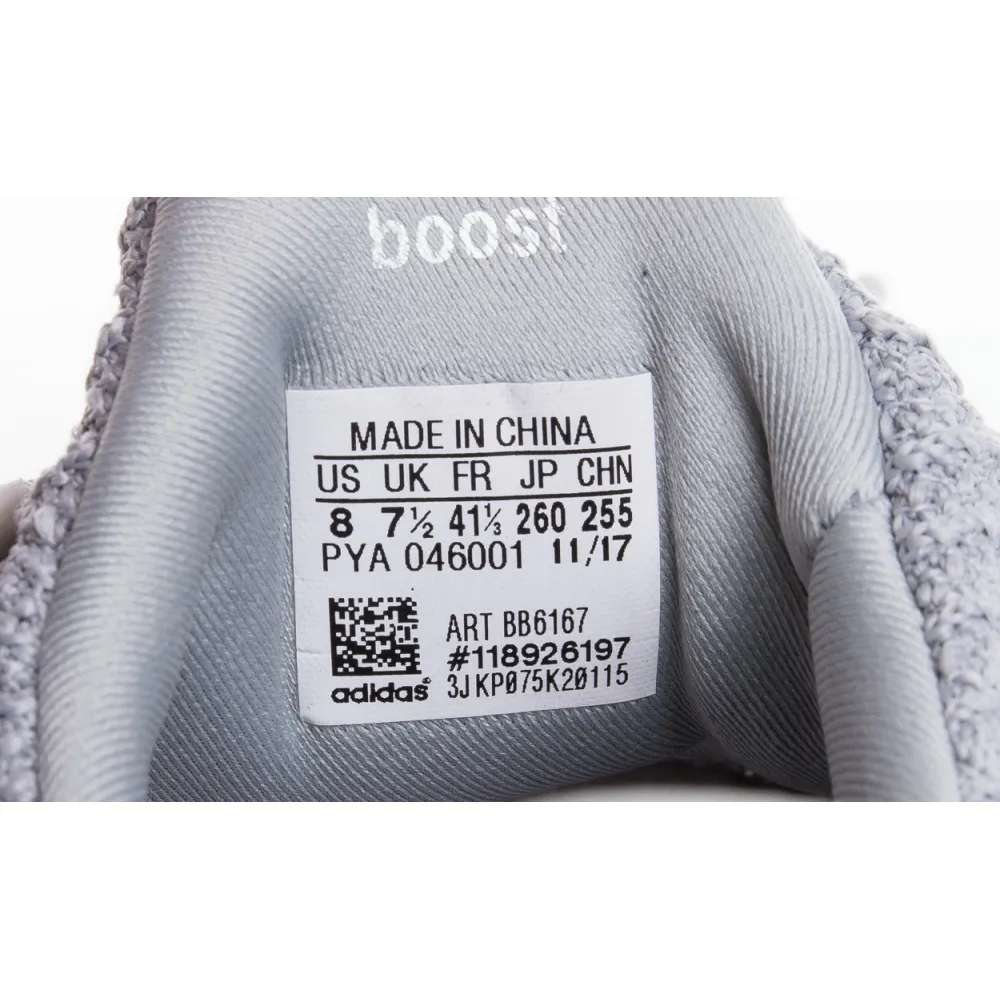 boost
MADE IN CHINA
US UK FR JP CHN
8 7½ 41⅓ 260 255
PYA 046001 11/17
ART BB6167
#118926197
adidas® 3JKPØ75K20115